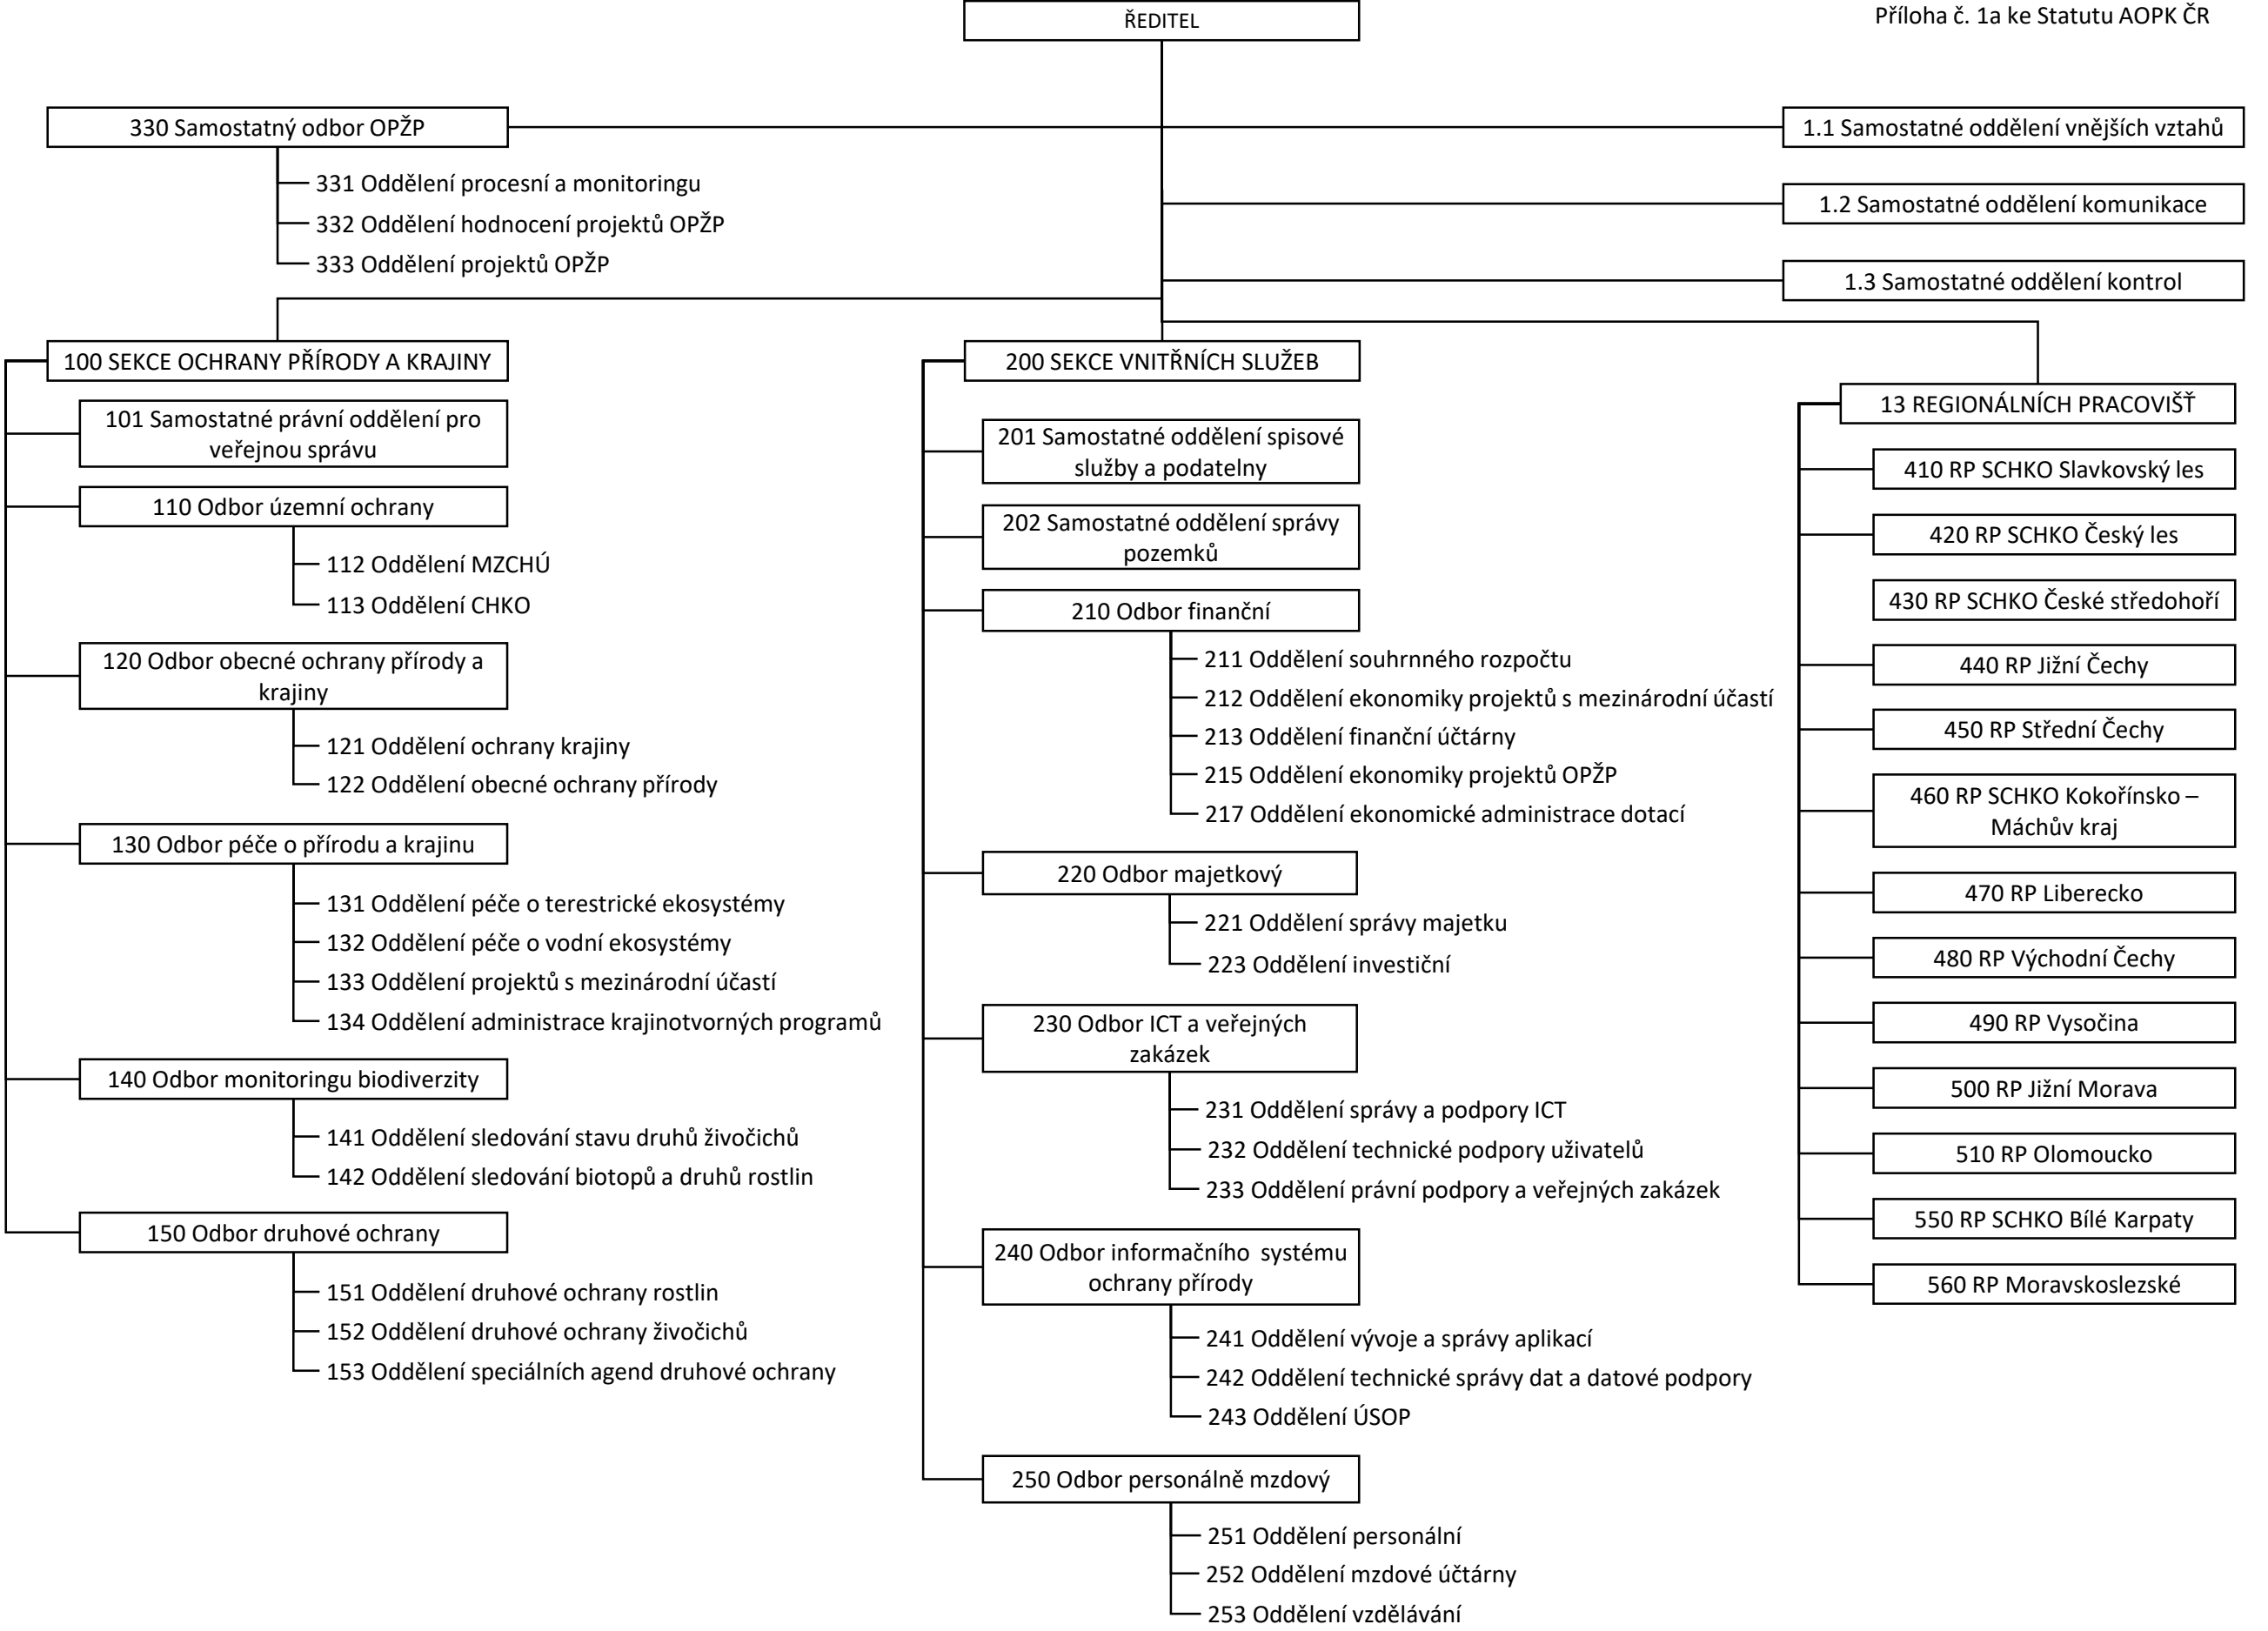 ŘEDITEL
Příloha č. 1a ke Statutu AOPK ČR
330 Samostatný odbor OPŽP
331 Oddělení procesní a monitoringu
332 Oddělení hodnocení projektů OPŽP
333 Oddělení projektů OPŽP
1.1 Samostatné oddělení vnějších vztahů
1.2 Samostatné oddělení komunikace
1.3 Samostatné oddělení kontrol
100 SEKCE OCHRANY PŘÍRODY A KRAJINY
101 Samostatné právní oddělení pro
veřejnou správu
110 Odbor územní ochrany
112 Oddělení MZCHÚ
113 Oddělení CHKO
120 Odbor obecné ochrany přírody a
krajiny
121 Oddělení ochrany krajiny
122 Oddělení obecné ochrany přírody
130 Odbor péče o přírodu a krajinu
131 Oddělení péče o terestrické ekosystémy
132 Oddělení péče o vodní ekosystémy
133 Oddělení projektů s mezinárodní účastí
134 Oddělení administrace krajinotvorných programů
140 Odbor monitoringu biodiverzity
141 Oddělení sledování stavu druhů živočichů
142 Oddělení sledování biotopů a druhů rostlin
150 Odbor druhové ochrany
151 Oddělení druhové ochrany rostlin
152 Oddělení druhové ochrany živočichů
153 Oddělení speciálních agend druhové ochrany
200 SEKCE VNITŘNÍCH SLUŽEB
201 Samostatné oddělení spisové
služby a podatelny
202 Samostatné oddělení správy
pozemků
210 Odbor finanční
211 Oddělení souhrnného rozpočtu
212 Oddělení ekonomiky projektů s mezinárodní účastí
213 Oddělení finanční účtárny
215 Oddělení ekonomiky projektů OPŽP
217 Oddělení ekonomické administrace dotací
220 Odbor majetkový
221 Oddělení správy majetku
223 Oddělení investiční
230 Odbor ICT a veřejných
zakázek
231 Oddělení správy a podpory ICT
232 Oddělení technické podpory uživatelů
233 Oddělení právní podpory a veřejných zakázek
240 Odbor informačního systému
ochrany přírody
241 Oddělení vývoje a správy aplikací
242 Oddělení technické správy dat a datové podpory
243 Oddělení ÚSOP
250 Odbor personálně mzdový
251 Oddělení personální
252 Oddělení mzdové účtárny
253 Oddělení vzdělávání
13 REGIONÁLNÍCH PRACOVIŠŤ
410 RP SCHKO Slavkovský les
420 RP SCHKO Český les
430 RP SCHKO České středohoří
440 RP Jižní Čechy
450 RP Střední Čechy
460 RP SCHKO Kokořínsko –
Máchův kraj
470 RP Liberecko
480 RP Východní Čechy
490 RP Vysočina
500 RP Jižní Morava
510 RP Olomoucko
550 RP SCHKO Bílé Karpaty
560 RP Moravskoslezské